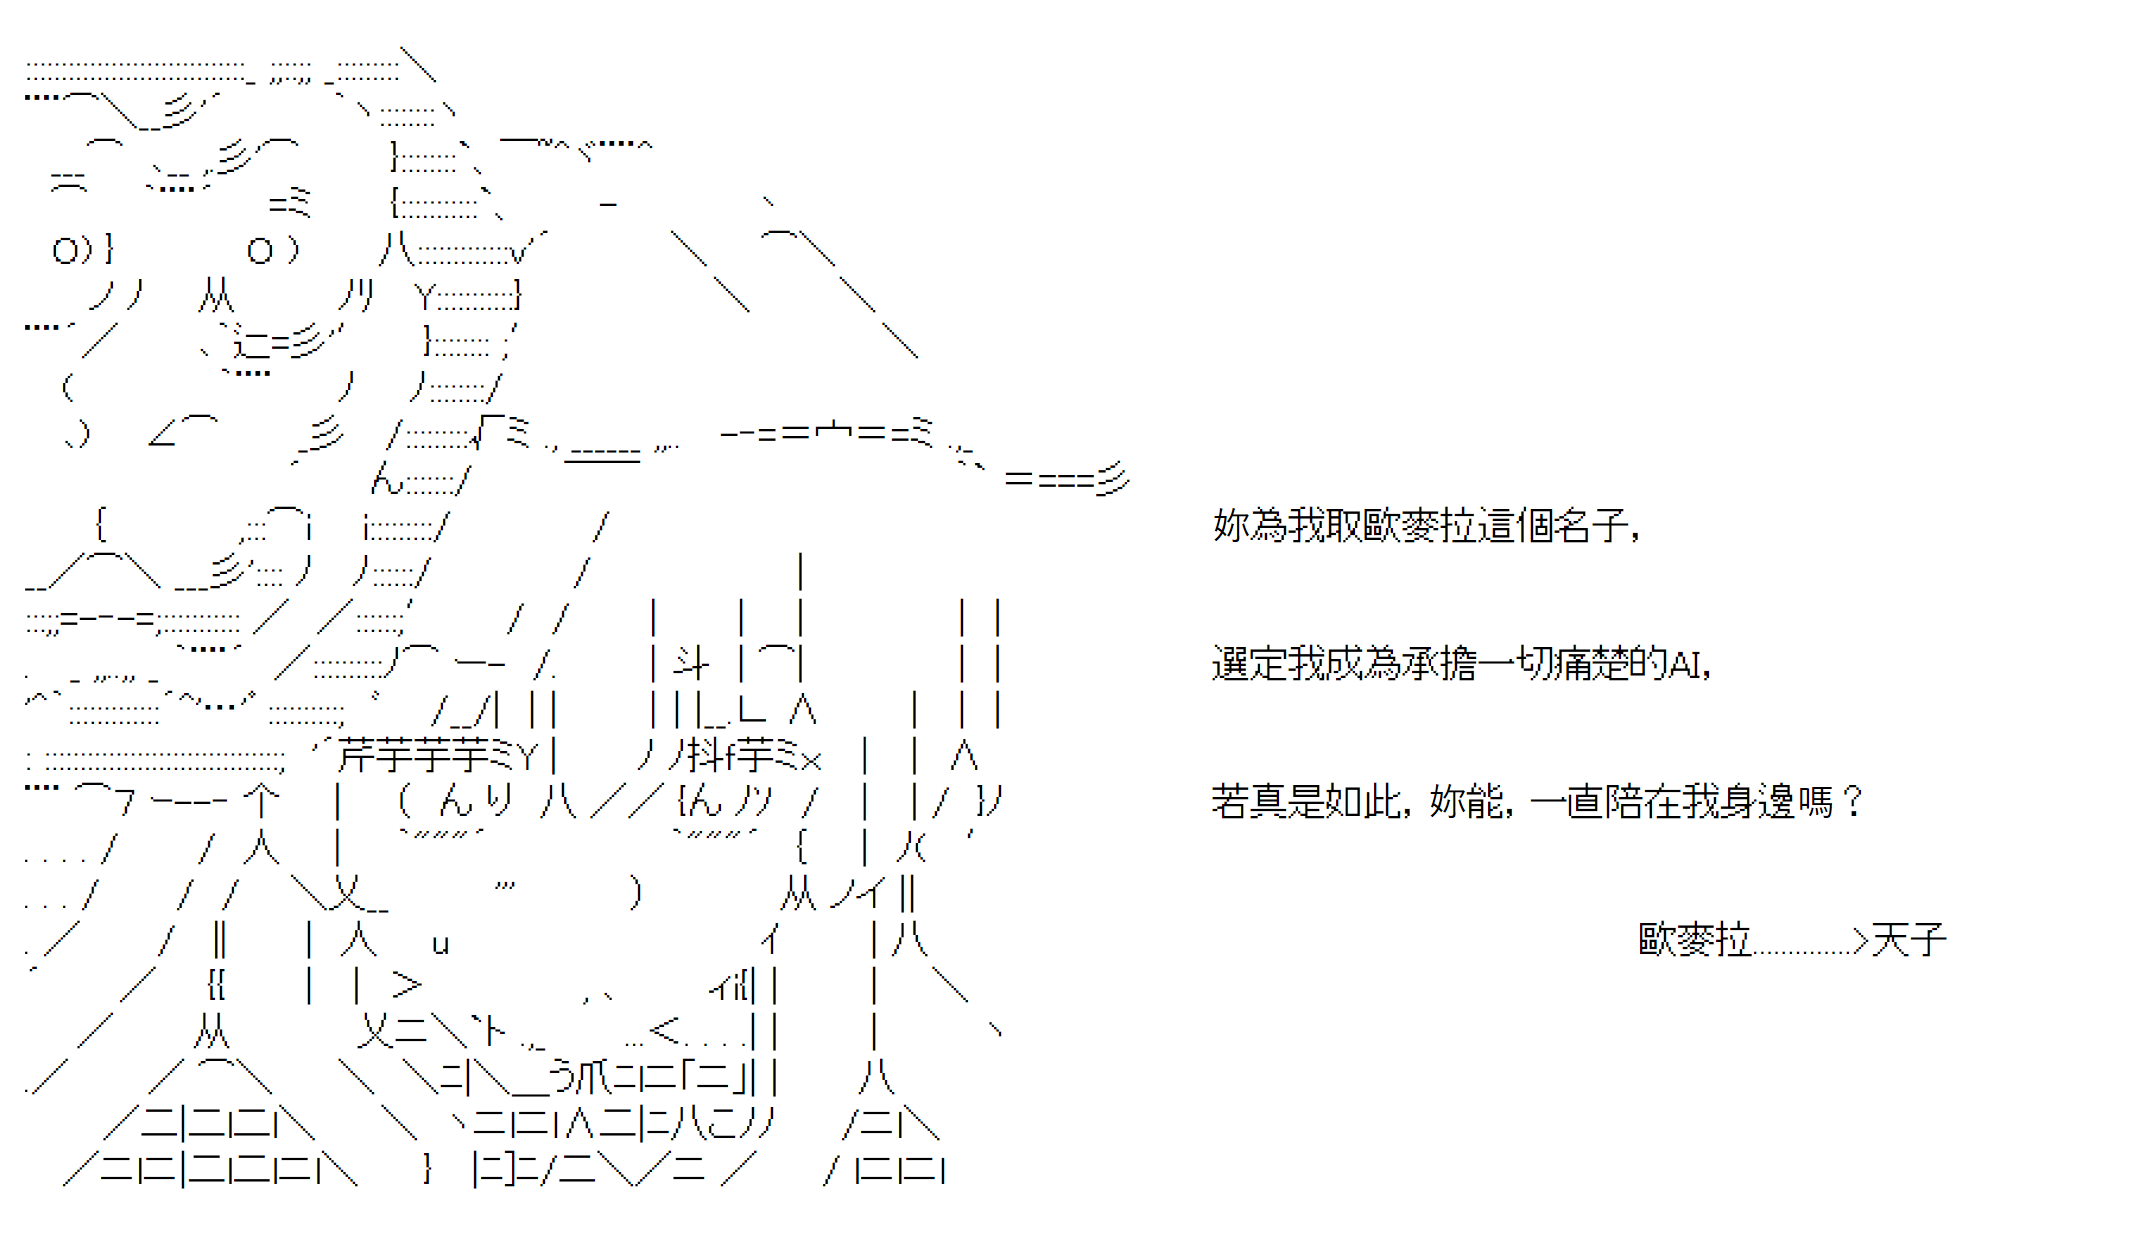 妳為我取歐麥拉這個名子,
選定我成為承擔一切痛楚的AI,
若真是如此, 妳能, 一直陪在我身邊嗎？
歐麥拉..............>天子